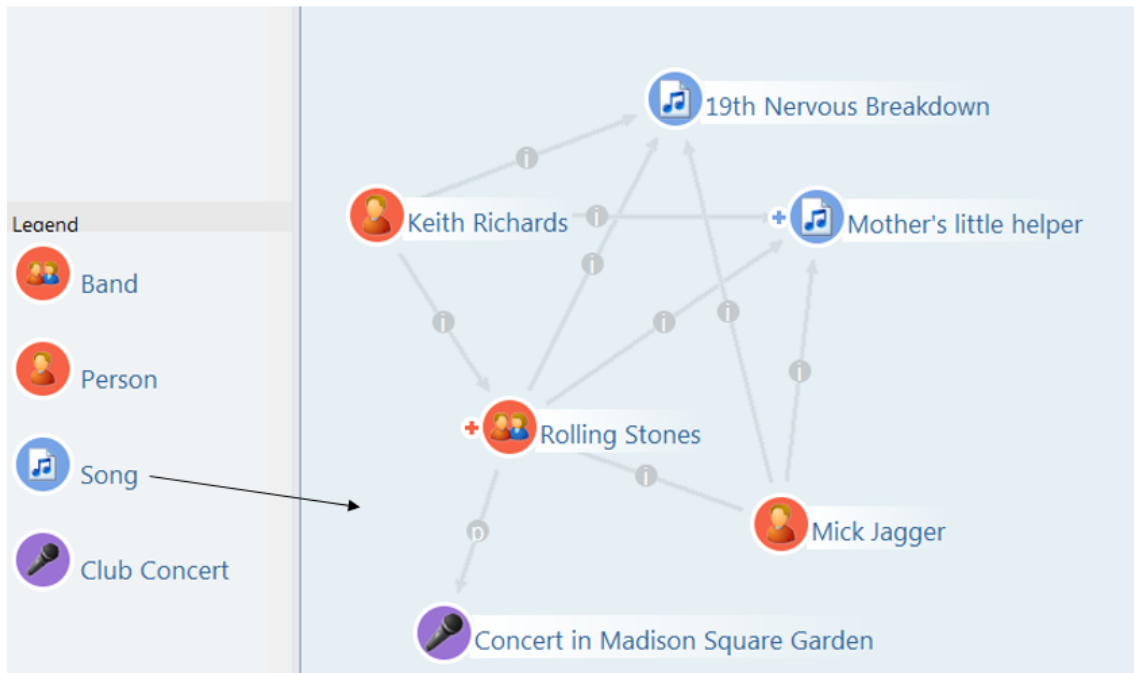 Legend
Band
Person
Song
Club Concert
19th Nervous Breakdown
i
Keith Richards
i
Mother's little helper
i
i
i
i
i
Rolling Stones
i
Mick Jagger
p
Concert in Madison Square Garden